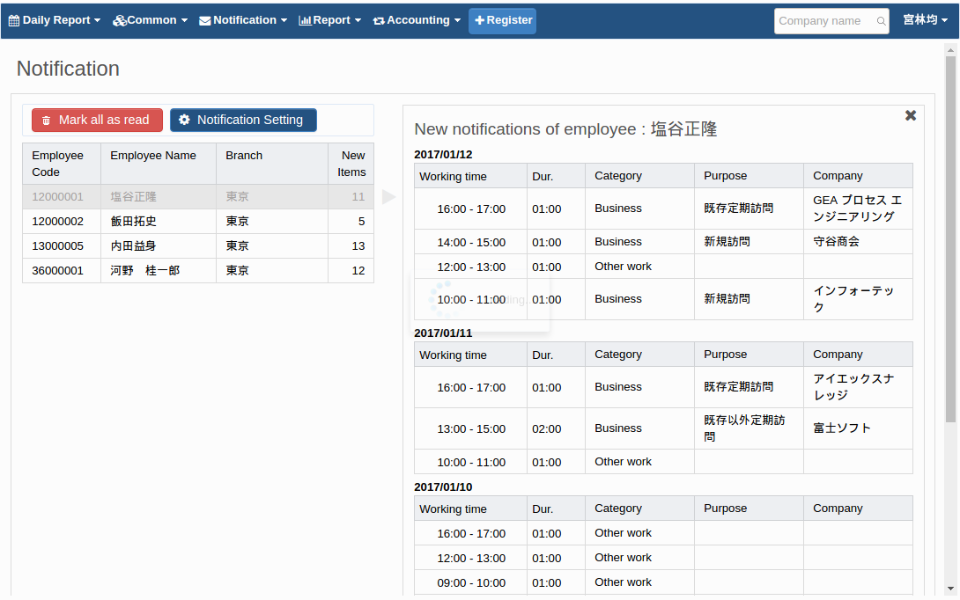 Daily Report Common Notification Report Accounting Register Company name 宮林均
Notification
Mark all as read Notification Setting
Employee Code Employee Name Branch New Items
12000001 塩谷正隆 東京 11
12000002 飯田拓史 東京 5
13000005 内田益身 東京 13
36000001 河野　桂一郎 東京 12
New notifications of employee : 塩谷正隆
2017/01/12
Working time Dur. Category Purpose Company
16:00 - 17:00 01:00 Business 既存定期訪問 GEA プロセス エンジニアリング
14:00 - 15:00 01:00 Business 新規訪問 守谷商会
12:00 - 13:00 01:00 Other work
10:00 - 11:00 01:00 Business 新規訪問 インフォーテック
2017/01/11
Working time Dur. Category Purpose Company
16:00 - 17:00 01:00 Business 既存定期訪問 アイエックスナレッジ
13:00 - 15:00 02:00 Business 既存以外定期訪問 富士ソフト
10:00 - 11:00 01:00 Other work
2017/01/10
Working time Dur. Category Purpose Company
16:00 - 17:00 01:00 Other work
12:00 - 13:00 01:00 Other work
09:00 - 10:00 01:00 Other work